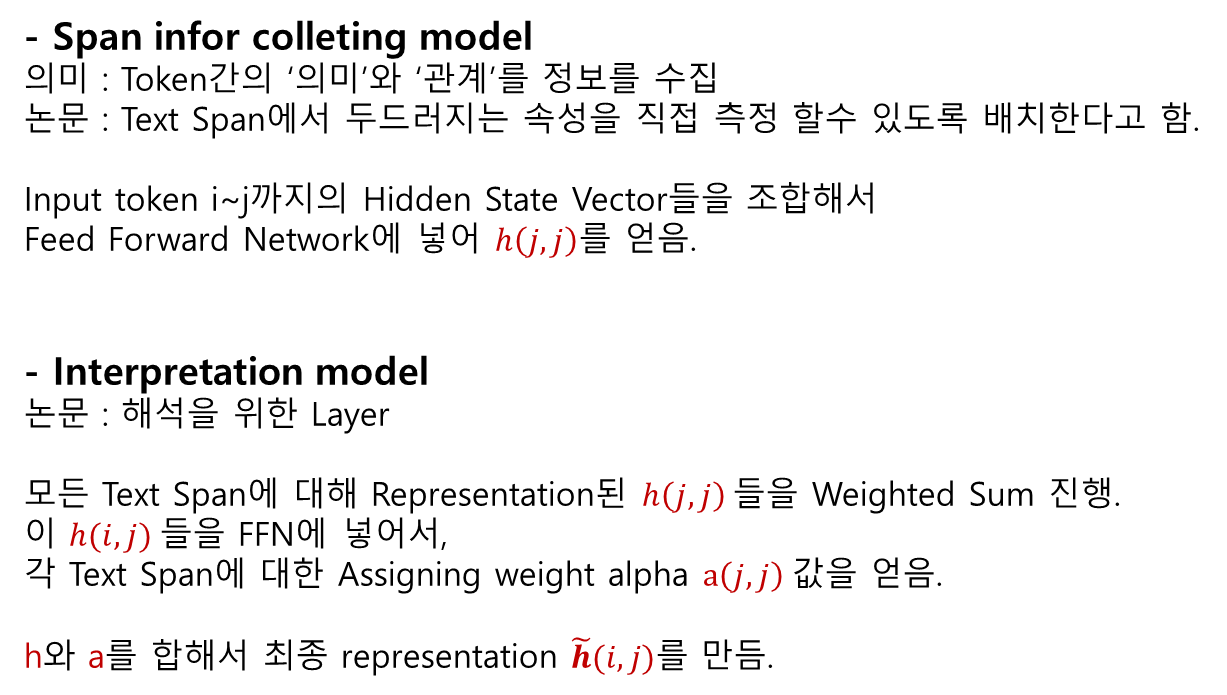 - Span infor colleting model
의미 : Token간의 ‘의미’와 ‘관계’를 정보를 수집
논문 : Text Span에서 두드러지는 속성을 직접 측정 할수 있도록 배치한다고 함.
Input token i~j까지의 Hidden State Vector들을 조합해서
Feed Forward Network에 넣어 h(j,j)를 얻음.
- Interpretation model
논문 : 해석을 위한 Layer
모든 Text Span에 대해 Representation된 h(j,j) 들을 Weighted Sum 진행.
이 h(i,j) 들을 FFN에 넣어서,
각 Text Span에 대한 Assigning weight alpha a(j,j) 값을 얻음.
h와 a를 합해서 최종 representation h̃(i,j)를 만듬.